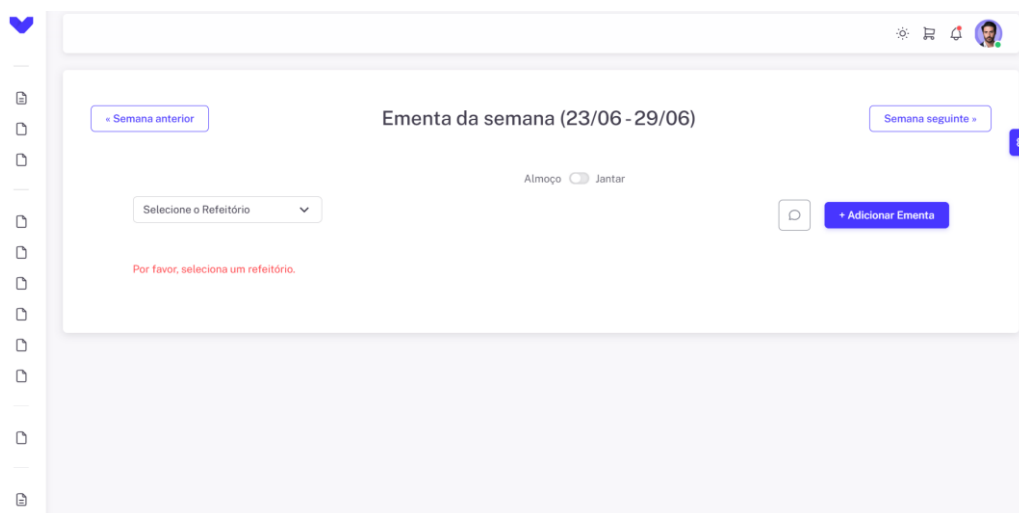 « Semana anterior
Ementa da semana (23/06 - 29/06)
Semana seguinte »
Almoço
Jantar
Selecione o Refeitório
+ Adicionar Ementa
Por favor, seleciona um refeitório.